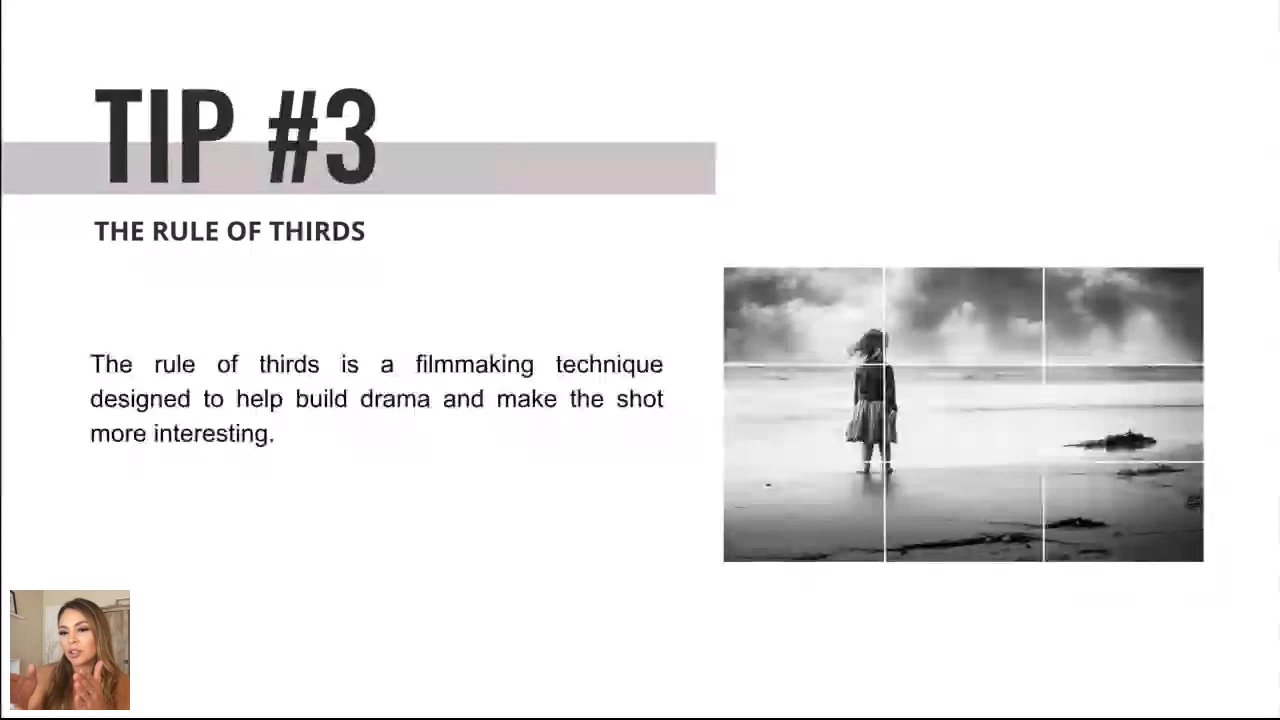 TIP #3
THE RULE OF THIRDS
The rule of thirds is a filmmaking technique
designed to help build drama and make the shot
more interesting.